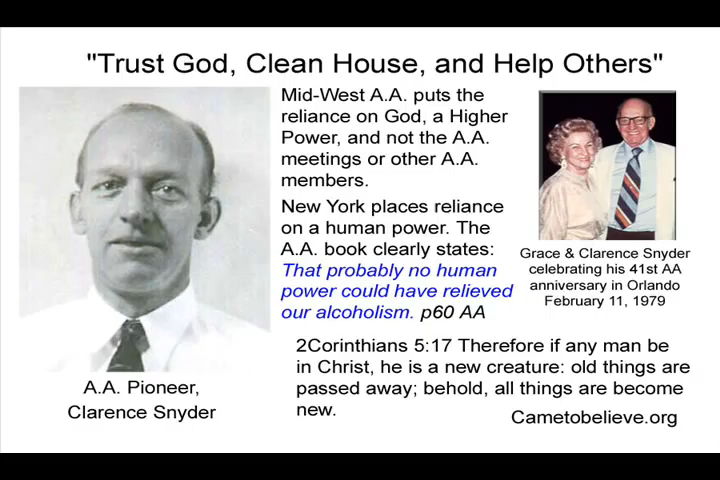 "Trust God, Clean House, and Help Others"
Mid-West A.A. puts the
reliance on God, a Higher
Power, and not the A.A.
meetings or other A.A.
members.
New York places reliance
on a human power. The
A.A. book clearly states:
That probably no human
power could have relieved
our alcoholism. p60 AA
Grace & Clarence Snyder
celebrating his 41st AA
anniversary in Orlando
February 11, 1979
2Corinthians 5:17 Therefore if any man be
in Christ, he is a new creature: old things are
passed away; behold, all things are become
new.
A.A. Pioneer,
Clarence Snyder
Cametobelieve.org